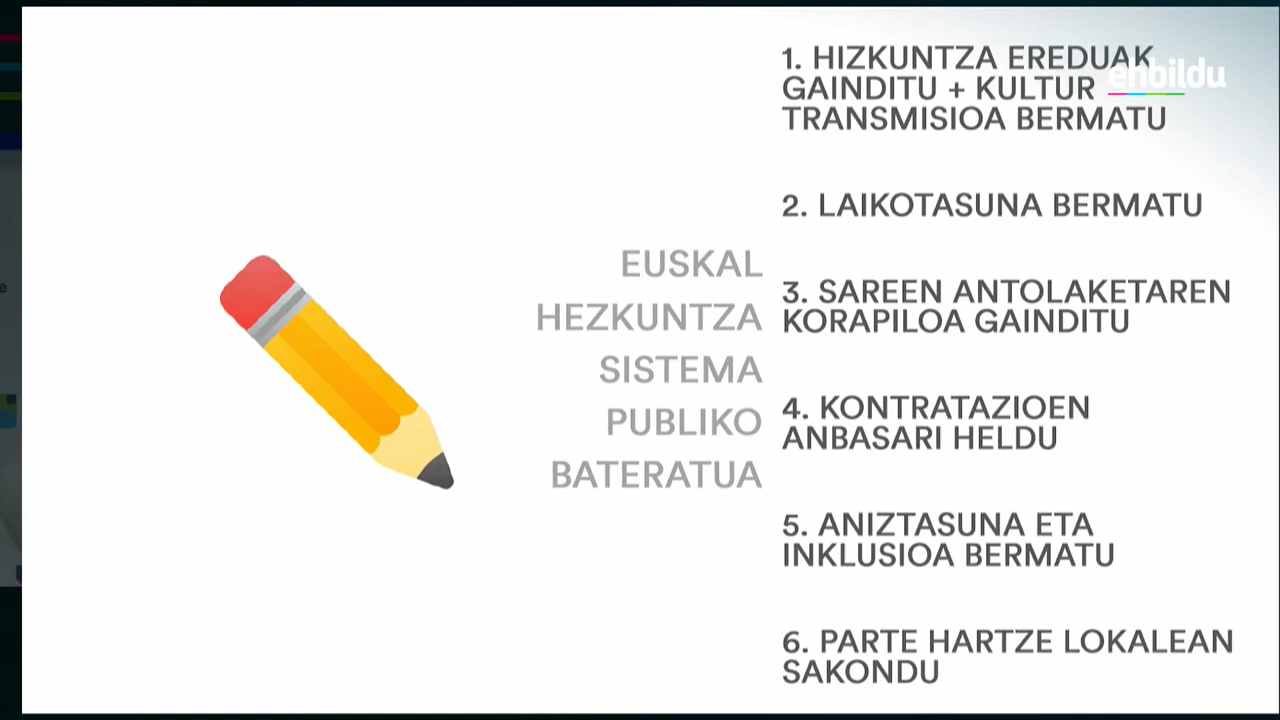 EUSKAL
HEZKUNTZA
SISTEMA
PUBLIKO
BATERATUA
1. HIZKUNTZA EREDUAK
GAINDITU + KULTUR
TRANSMISIOA BERMATU
2. LAIKOTASUNA BERMATU
3. SAREEN ANTOLAKETAREN
KORAPILOA GAINDITU
4. KONTRATAZIOEN
ANBASARI HELDU
5. ANIZTASUNA ETA
INKLUSIOA BERMATU
6. PARTE HARTZE LOKALEAN
SAKONDU
enbildu